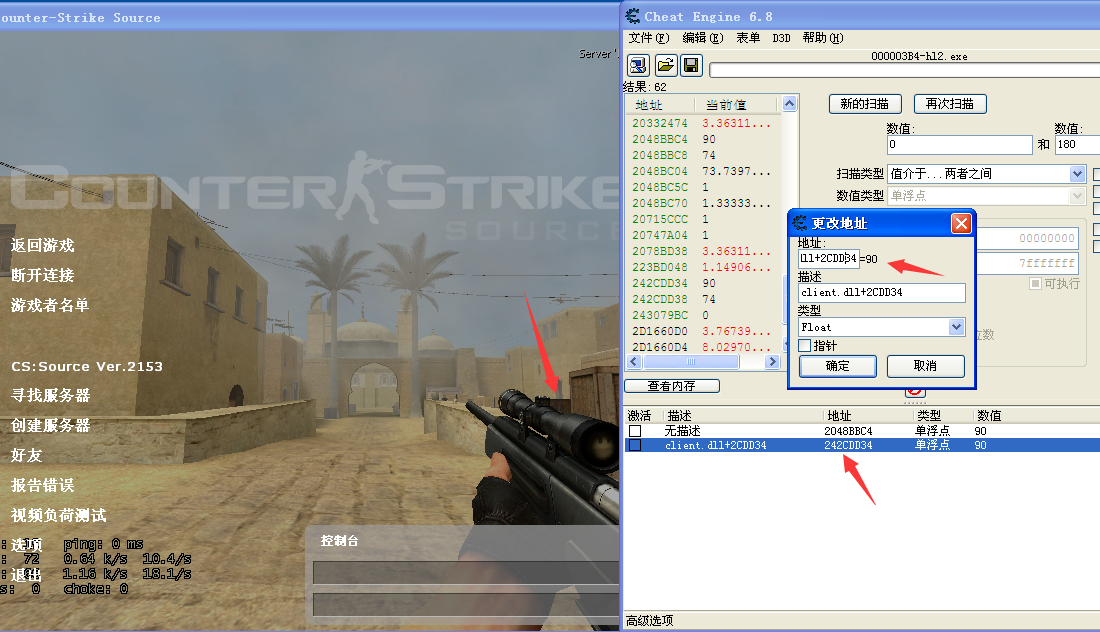 ounter-Strike Source
Server
COUNTER STRIKE
SOURCE
返回游戏
断开连接
游戏者名单
CS:Source Ver.2153
寻找服务器
创建服务器
好友
报告错误
视频负荷测试
选项
退出
ping: 0 ms
: 72 0.64 k/s 10.4/s
1.16 k/s 18.1/s
s: 0 choke: 0
控制台
Cheat Engine 6.8
文件(F) 编辑(E) 表单 D3D 帮助(H)
000003B4-hl2.exe
结果: 62
地址 当前值
20332474 3.36311...
2048BBC4 90
2048BBC8 74
2048BC04 73.7397...
2048BC5C 1
2048BC70 1.33333...
20715CCC 1
20747A04 1
2078BD38 3.36311...
223BD048 1.14906...
242CDD34 90
242CDD38 74
243079BC 0
2D1660D0 3.76739...
2D1660D4 8.02970...
新的扫描 再次扫描
数值: 数值:
0 和 180
扫描类型 值介于...两者之间
数值类型 单浮点
00000000
7fffffff
可执行
位数
更改地址
地址:
ll+2CDD34 =90
描述
client.dll+2CDD34
类型
Float
指针
确定 取消
查看内存
激活 描述 地址 类型 数值
无描述 2048BBC4 单浮点 90
client.dll+2CDD34 242CDD34 单浮点 90
高级选项